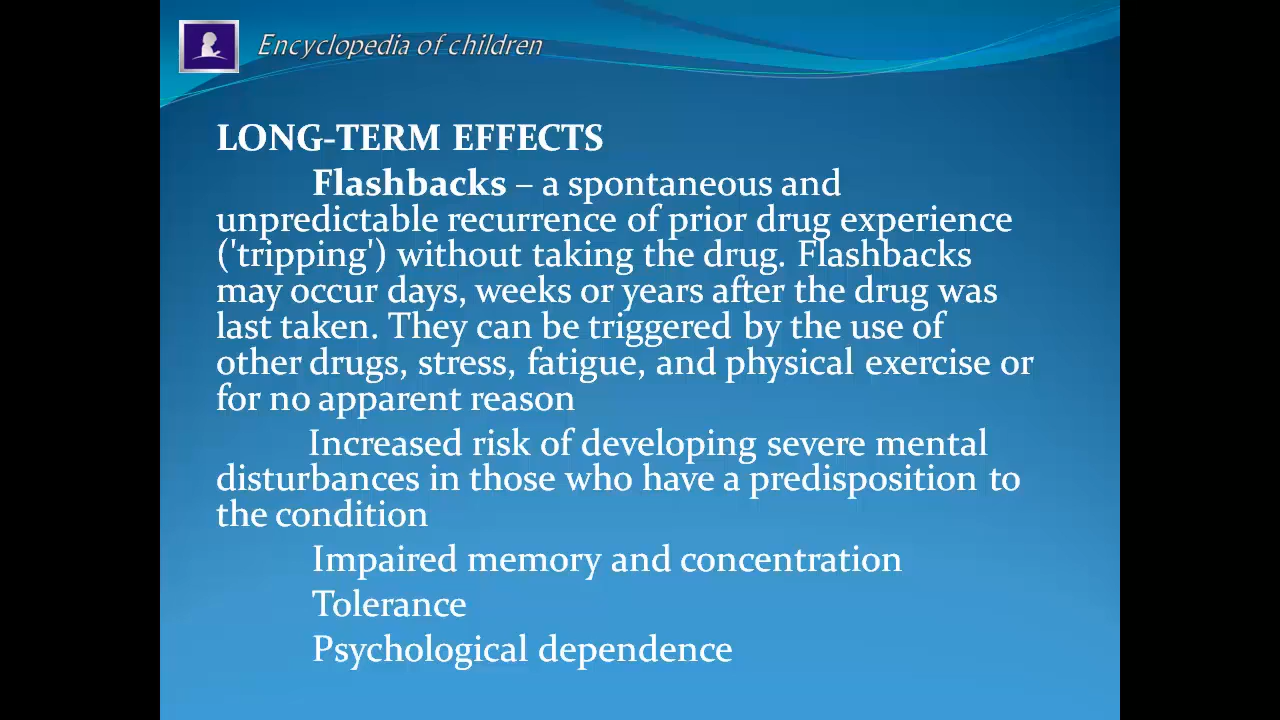 Encyclopedia of children
LONG-TERM EFFECTS
Flashbacks – a spontaneous and
unpredictable recurrence of prior drug experience
('tripping') without taking the drug. Flashbacks
may occur days, weeks or years after the drug was
last taken. They can be triggered by the use of
other drugs, stress, fatigue, and physical exercise or
for no apparent reason
Increased risk of developing severe mental
disturbances in those who have a predisposition to
the condition
Impaired memory and concentration
Tolerance
Psychological dependence